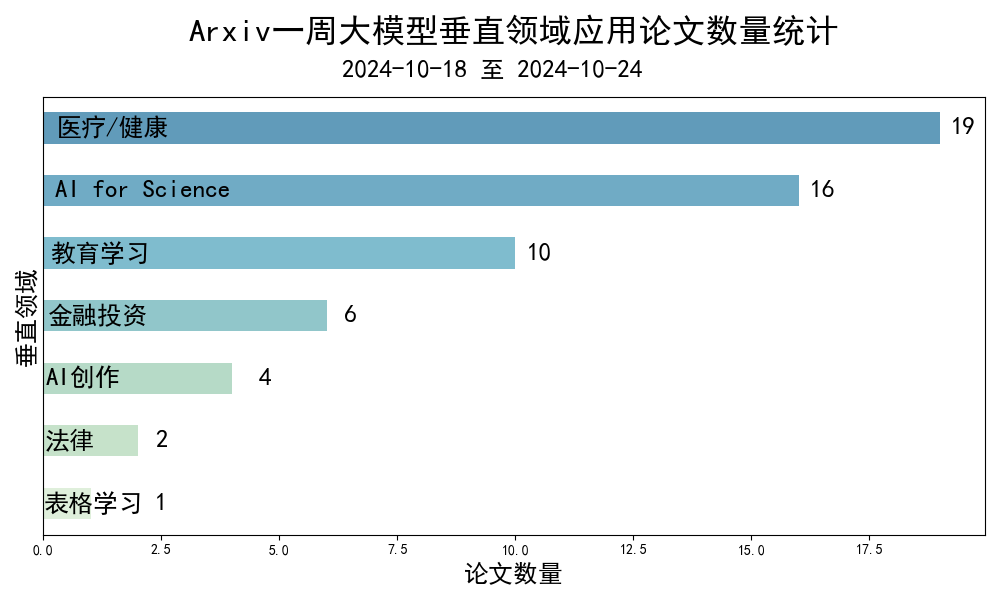 Arxiv一周大模型垂直领域应用论文数量统计
2024-10-18 至 2024-10-24
医疗/健康 19
AI for Science 16
教育学习 10
金融投资 6
AI创作 4
法律 2
表格学习 1
垂直领域
0.0 2.5 5.0 7.5 10.0 12.5 15.0 17.5
论文数量